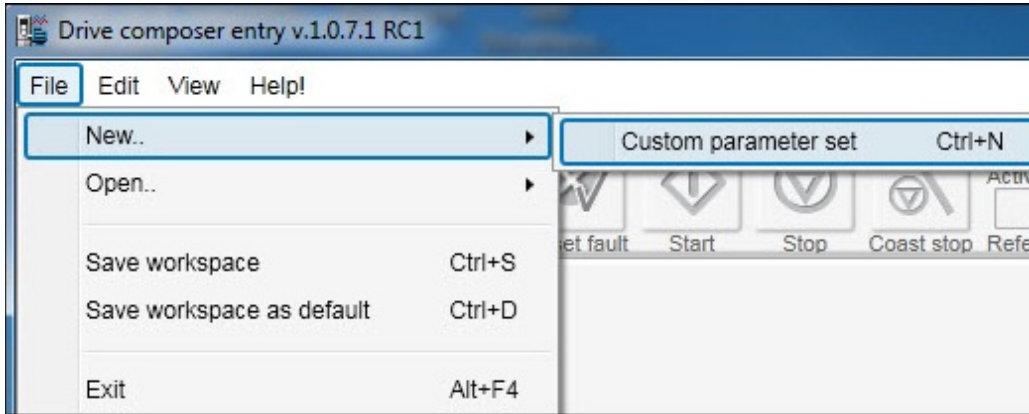 Drive composer entry v.1.0.7.1 RC1
File Edit View Help!
New..
Custom parameter set Ctrl+N
Open..
set fault Start Stop Coast stop Refe
Save workspace Ctrl+S
Save workspace as default Ctrl+D
Exit Alt+F4